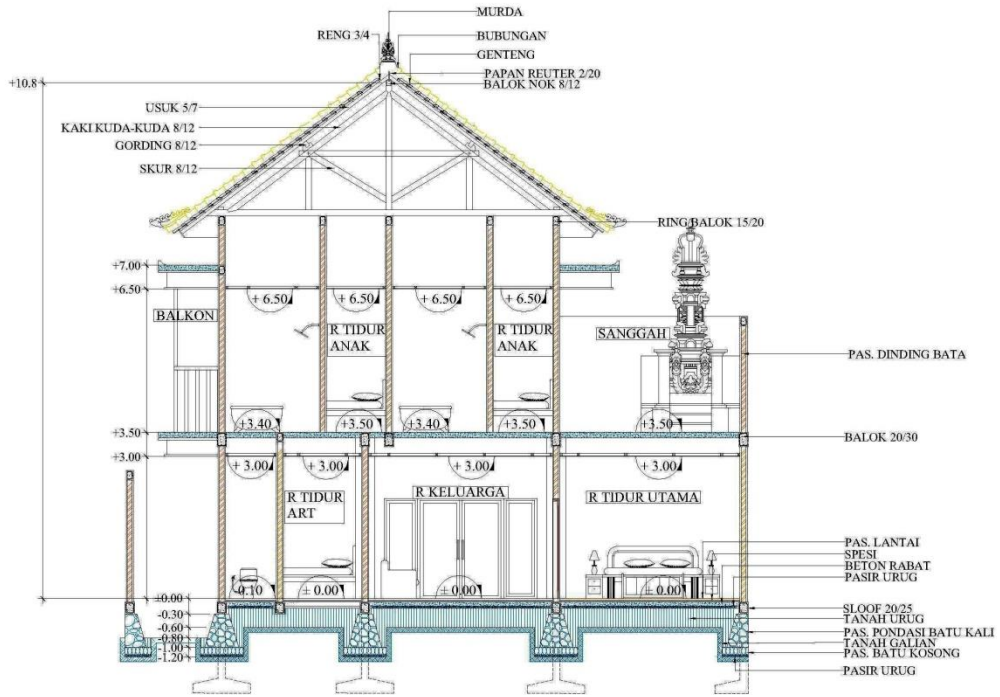 MURDA
RENG 3/4
BUBUNGAN
GENTENG
PAPAN REUTER 2/20
BALOK NOK 8/12
+10.8
USUK 5/7
KAKI KUDA-KUDA 8/12
GORDING 8/12
SKUR 8/12
RING BALOK 15/20
+7.00
+6.50
+ 6.50
+ 6.50
+ 6.50
+ 6.50
BALKON
R TIDUR
ANAK
R TIDUR
ANAK
SANGGAH
PAS. DINDING BATA
+3.40
+3.50
+3.40
+3.50
+3.50
+3.50
BALOK 20/30
+3.00
+ 3.00
+ 3.00
+ 3.00
+ 3.00
R TIDUR
ART
R KELUARGA
R TIDUR UTAMA
PAS. LANTAI
SPESI
BETON RABAT
PASIR URUG
-0.10
± 0.00
± 0.00
± 0.00
±0.00
-0.30
-0.60
-0.80
-1.00
-1.20
SLOOF 20/25
TANAH URUG
PAS. PONDASI BATU KALI
TANAH GALIAN
PAS. BATU KOSONG
PASIR URUG